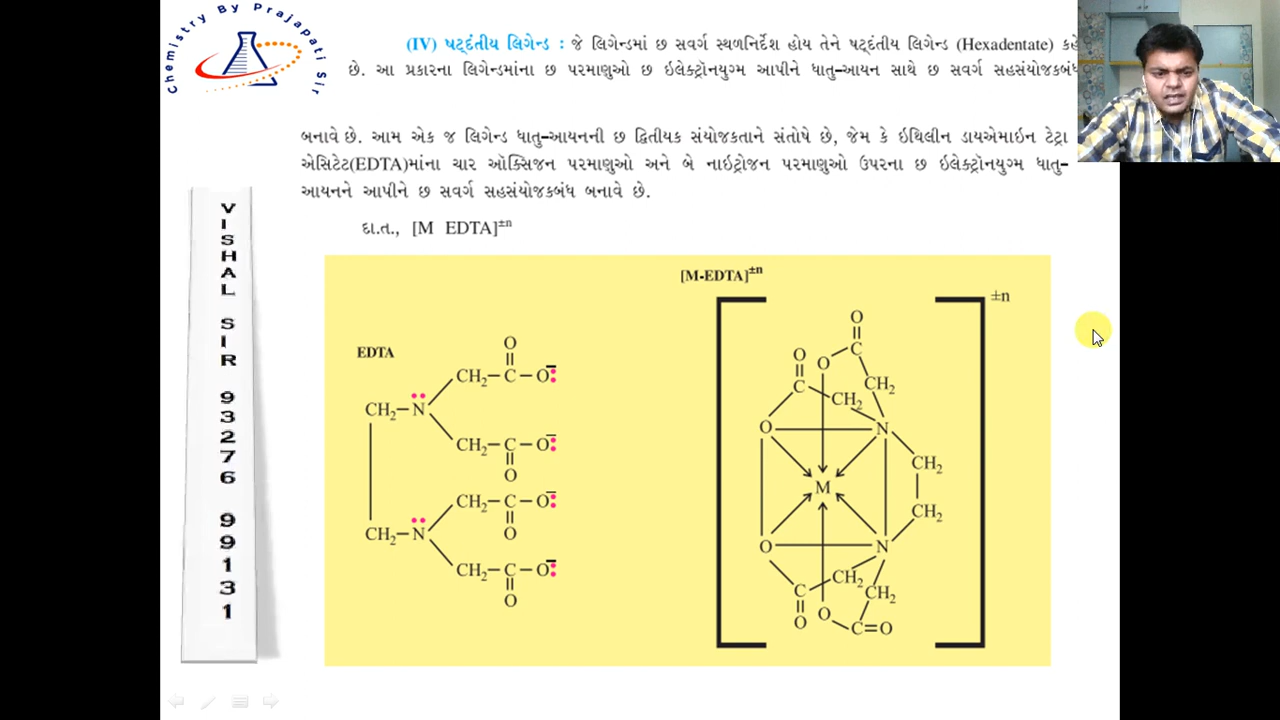 Chemistry By Prajapati Sir
(IV) ષટ્દંતીય લિગેન્ડ : જે લિગેન્ડમાં છ સવર્ગ સ્થળનિર્દેશ હોય તેને ષટ્દંતીય લિગેન્ડ (Hexadentate)
છે. આ પ્રકારના લિગેન્ડમાંના છ પરમાણુઓ છ ઇલેક્ટ્રૉનયુગ્મ આપીને ધાતુ-આયન સાથે છ સવર્ગ સહસંયોજકબંધ
બનાવે છે. આમ એક જ લિગેન્ડ ધાતુ-આયનની છ દ્વિતીયક સંયોજકતાને સંતોષે છે, જેમ કે ઇથિલીન ડાયએમાઇન ટેટ્રા
એસિટેટ(EDTA)માંના ચાર ઑક્સિજન પરમાણુઓ અને બે નાઇટ્રોજન પરમાણુઓ ઉપરના છ ઇલેક્ટ્રૉનયુગ્મ ધાતુ-
આયનને આપીને છ સવર્ગ સહસંયોજકબંધ બનાવે છે.
દા.ત., [M EDTA]±n
VISHAL SIR 93276 99131
EDTA
O
CH₂–C–O
CH₂–N
CH₂–C–O
O
CH₂–C–O
CH₂–N
O
CH₂–C–O
O
[M-EDTA]±n
±n
O
O
O
C
C
CH₂
CH₂
O
N
CH₂
M
CH₂
O
N
CH₂
C
CH₂
O
O
C=O